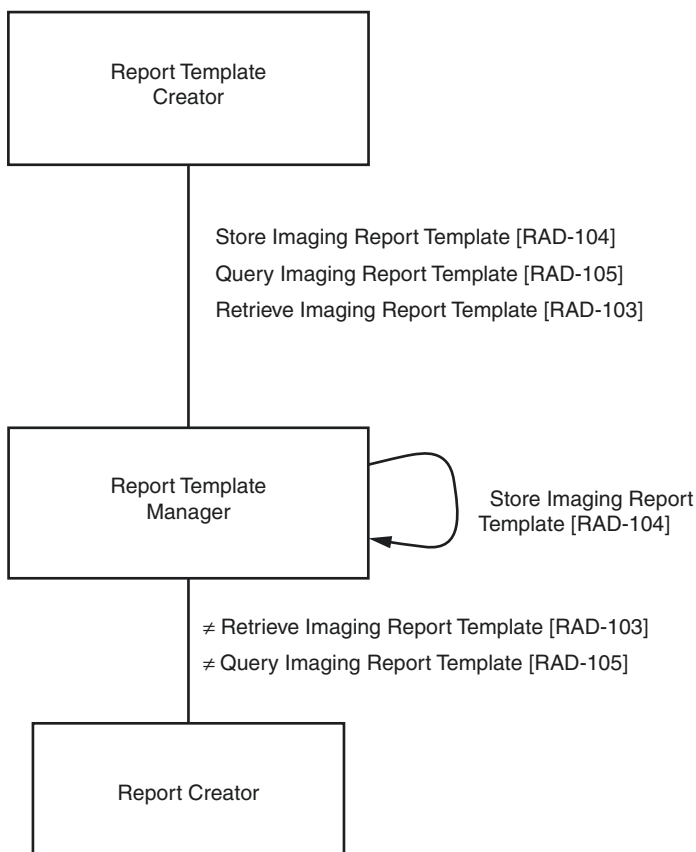 Report Template
Creator
Store Imaging Report Template [RAD-104]
Query Imaging Report Template [RAD-105]
Retrieve Imaging Report Template [RAD-103]
Report Template
Manager
Store Imaging Report
Template [RAD-104]
≠ Retrieve Imaging Report Template [RAD-103]
≠ Query Imaging Report Template [RAD-105]
Report Creator